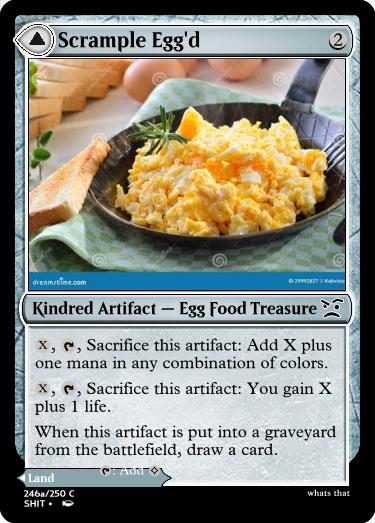 Scrample Egg'd 2
dreamstime.com
ID 29992837 © Kabvisio
Kindred Artifact — Egg Food Treasure
X, T, Sacrifice this artifact: Add X plus
one mana in any combination of colors.
X, T, Sacrifice this artifact: You gain X
plus 1 life.
When this artifact is put into a graveyard
from the battlefield, draw a card.
T: Add
Land
246a/250 C
SHIT •
whats that